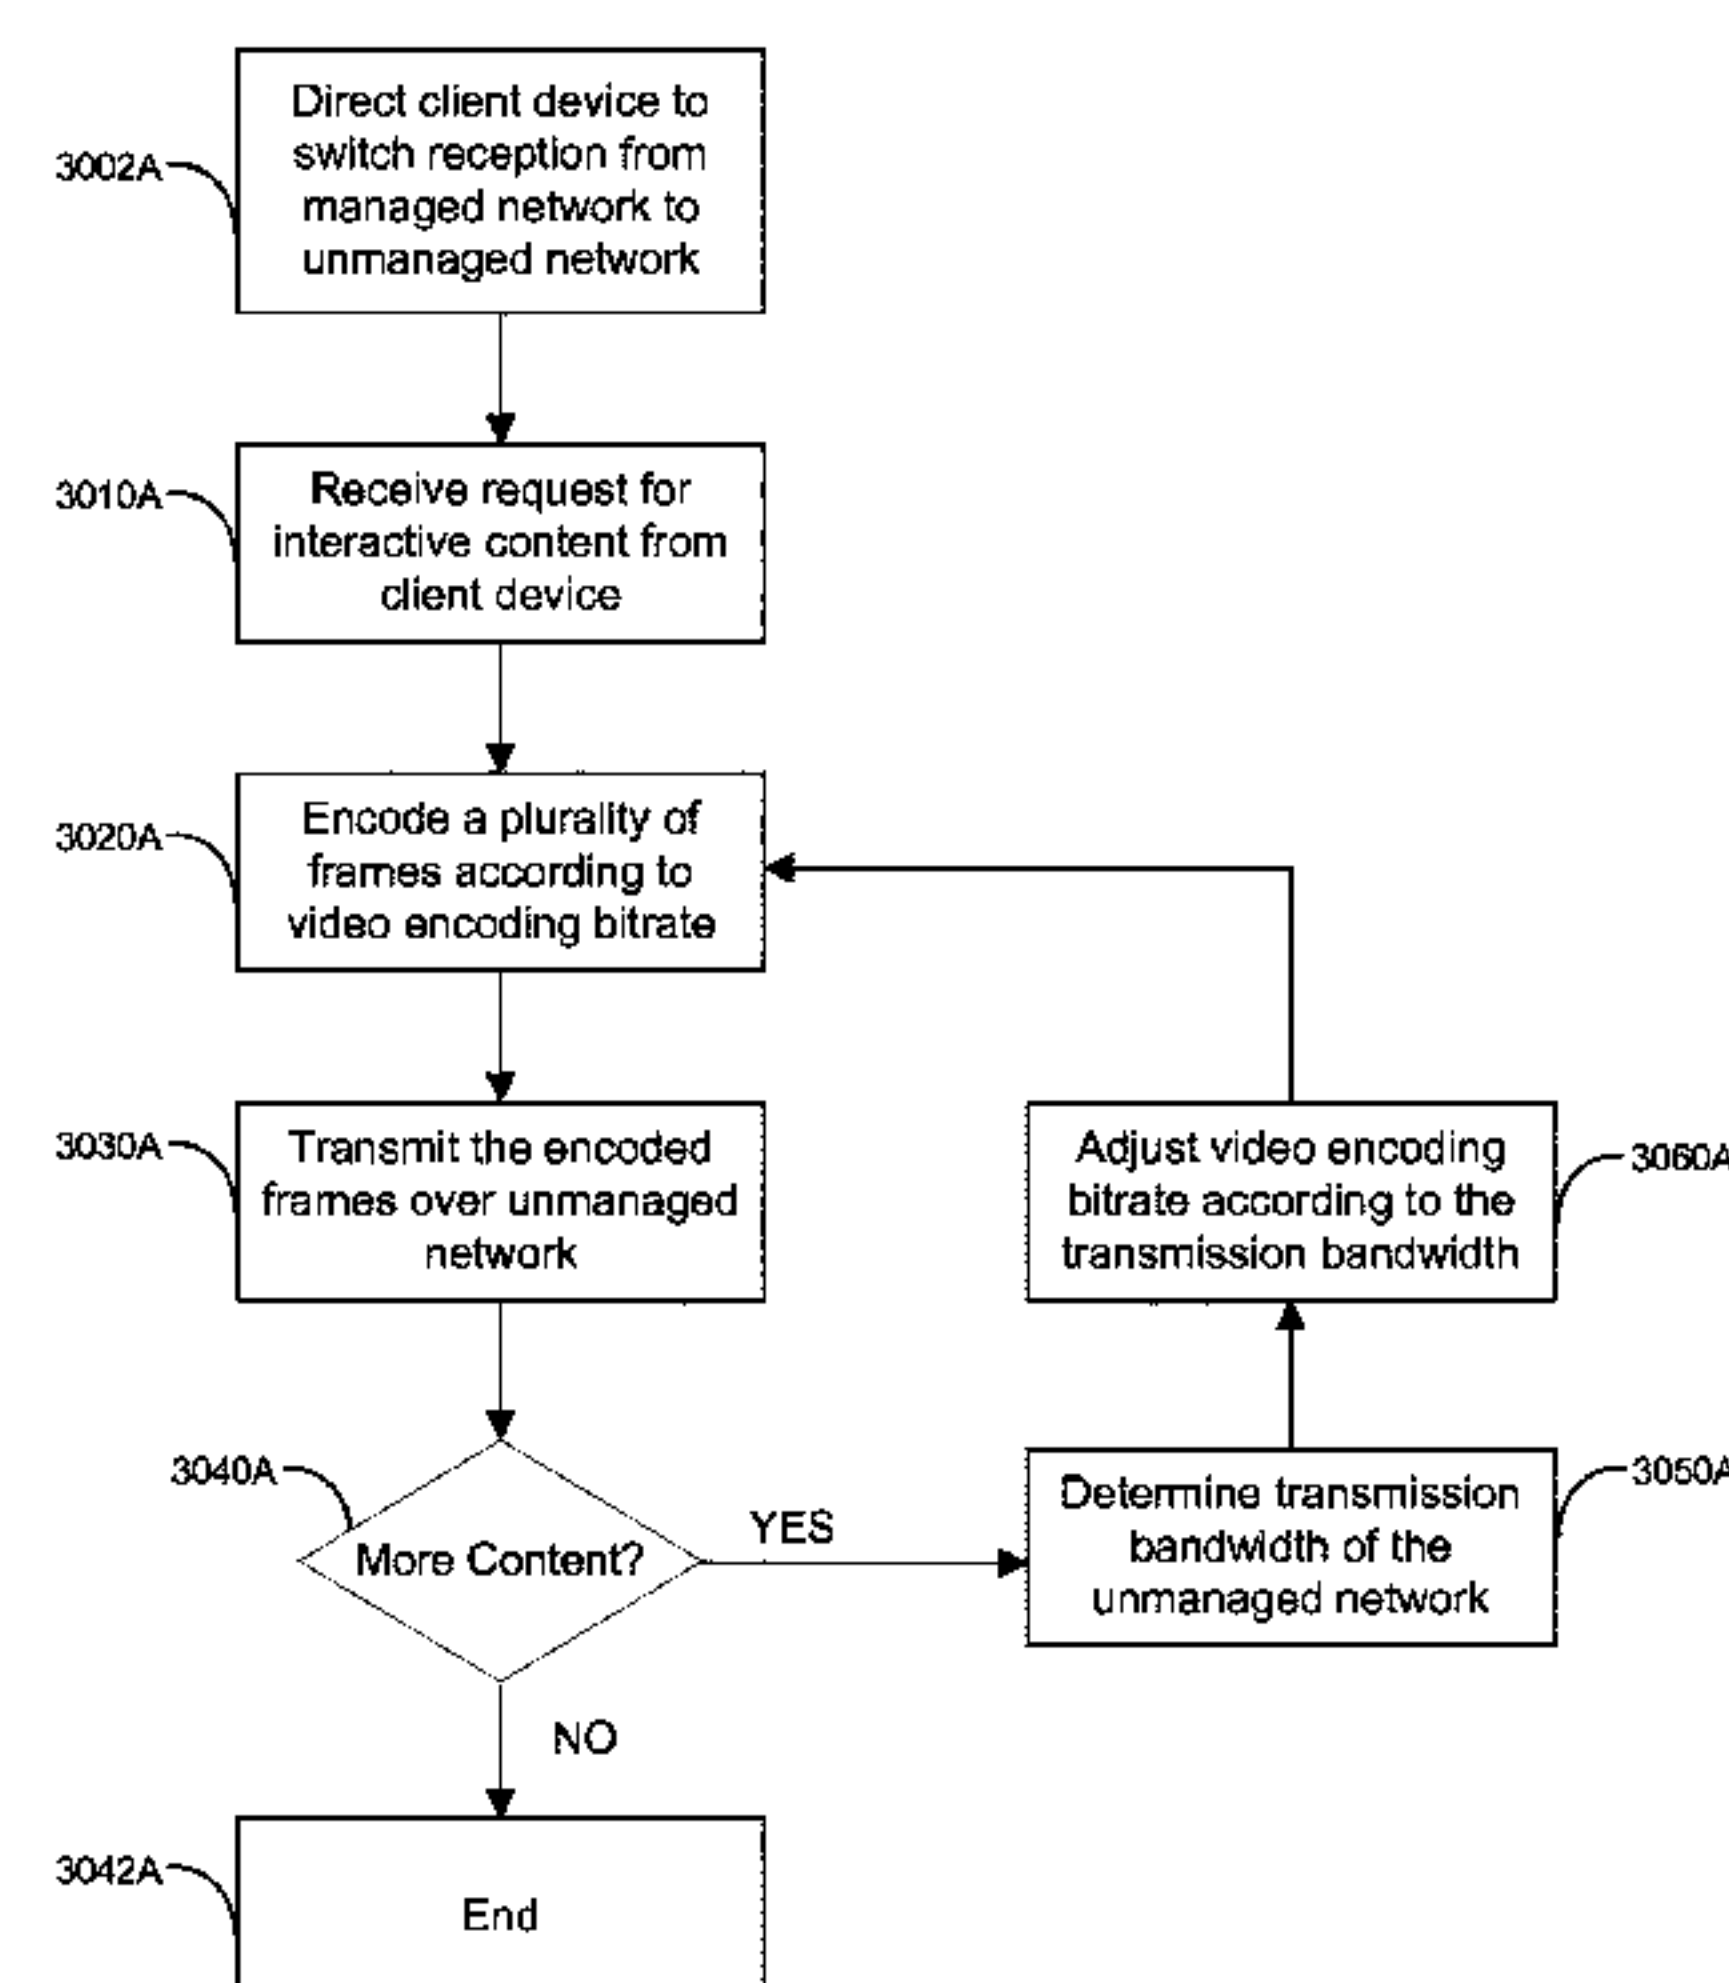 3002A
Direct client device to
switch reception from
managed network to
unmanaged network
3010A
Receive request for
interactive content from
client device
3020A
Encode a plurality of
frames according to
video encoding bitrate
3030A
Transmit the encoded
frames over unmanaged
network
Adjust video encoding
bitrate according to the
transmission bandwidth
3060A
3040A
More Content?
YES
Determine transmission
bandwidth of the
unmanaged network
3050A
NO
3042A
End